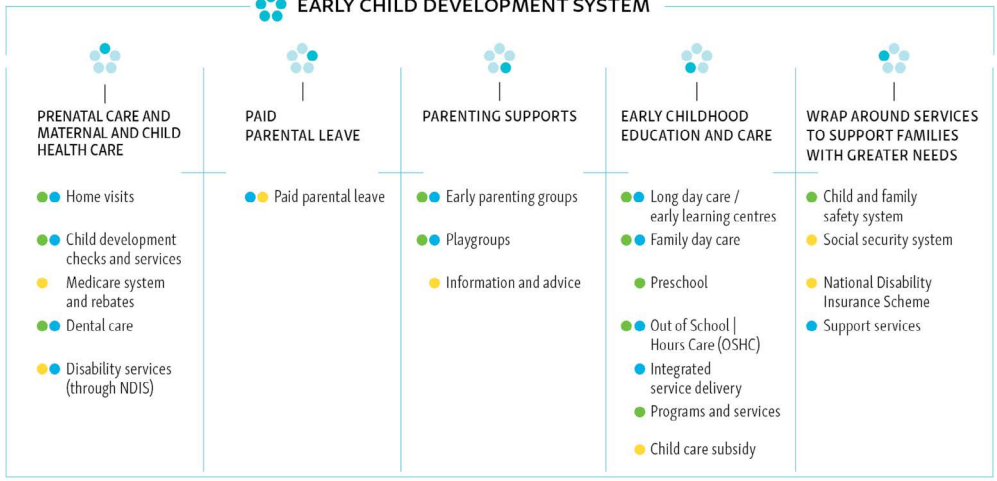 EARLY CHILD DEVELOPMENT SYSTEM
PRENATAL CARE AND
MATERNAL AND CHILD
HEALTH CARE
Home visits
Child development
checks and services
Medicare system
and rebates
Dental care
Disability services
(through NDIS)
PAID
PARENTAL LEAVE
Paid parental leave
PARENTING SUPPORTS
Early parenting groups
Playgroups
Information and advice
EARLY CHILDHOOD
EDUCATION AND CARE
Long day care /
early learning centres
Family day care
Preschool
Out of School |
Hours Care (OSHC)
Integrated
service delivery
Programs and services
Child care subsidy
WRAP AROUND SERVICES
TO SUPPORT FAMILIES
WITH GREATER NEEDS
Child and family
safety system
Social security system
National Disability
Insurance Scheme
Support services